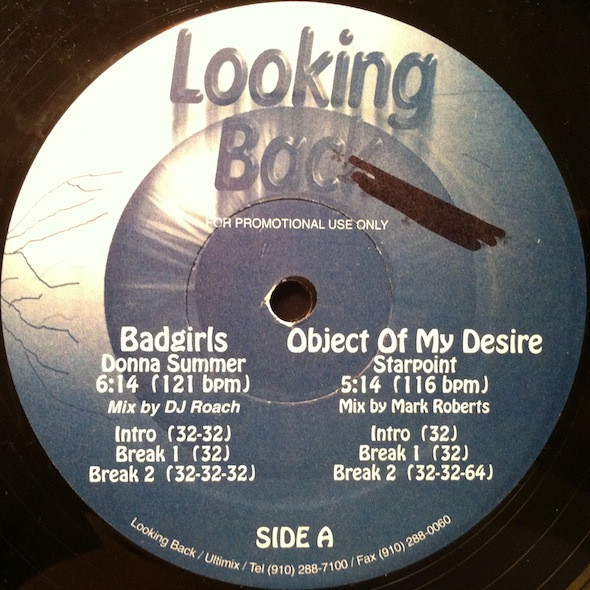 Looking
Back
FOR PROMOTIONAL USE ONLY
Badgirls
Donna Summer
6:14 (121 bpm)
Mix by DJ Roach
Intro (32-32)
Break 1 (32)
Break 2 (32-32-32)
Object Of My Desire
Starpoint
5:14 (116 bpm)
Mix by Mark Roberts
Intro (32)
Break 1 (32)
Break 2 (32-32-64)
SIDE A
Looking Back / Ultimix / Tel (910) 288-7100 / Fax (910) 288-0060